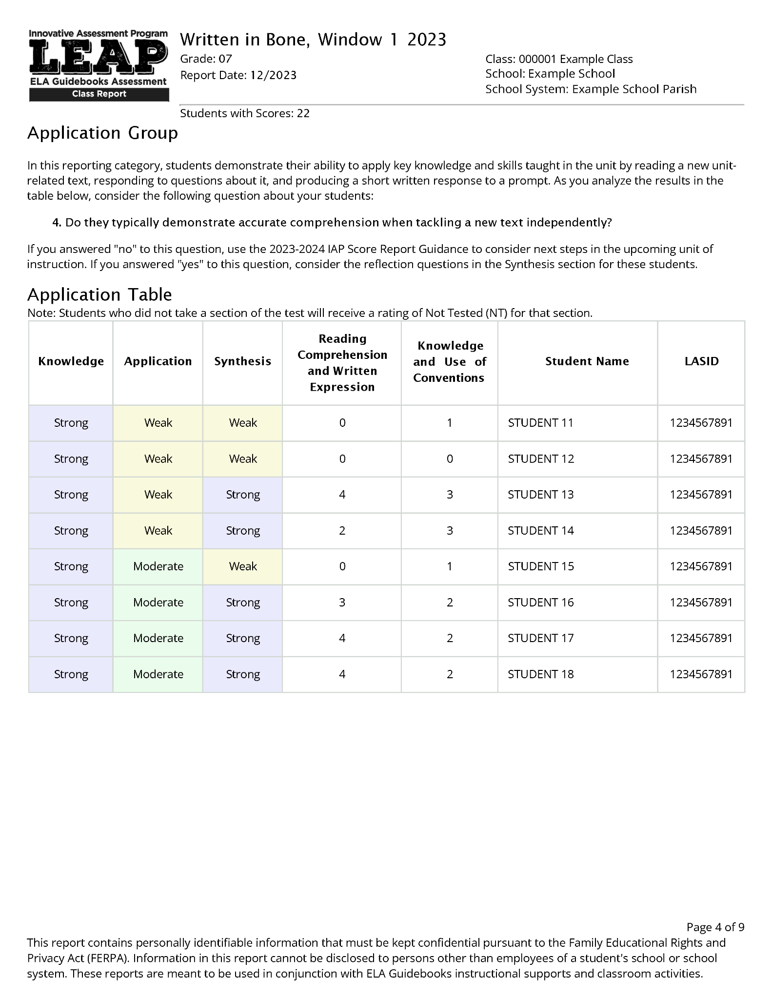 Innovative Assessment Program
LEAP
ELA Guidebooks Assessment
Class Report
Written in Bone, Window 1 2023
Grade: 07
Report Date: 12/2023
Class: 000001 Example Class
School: Example School
School System: Example School Parish
Students with Scores: 22
Application Group
In this reporting category, students demonstrate their ability to apply key knowledge and skills taught in the unit by reading a new unit-
related text, responding to questions about it, and producing a short written response to a prompt. As you analyze the results in the
table below, consider the following question about your students:
4. Do they typically demonstrate accurate comprehension when tackling a new text independently?
If you answered "no" to this question, use the 2023-2024 IAP Score Report Guidance to consider next steps in the upcoming unit of
instruction. If you answered "yes" to this question, consider the reflection questions in the Synthesis section for these students.
Application Table
Note: Students who did not take a section of the test will receive a rating of Not Tested (NT) for that section.
Knowledge Application Synthesis Reading Comprehension and Written Expression Knowledge and Use of Conventions Student Name LASID
Strong Weak Weak 0 1 STUDENT 11 1234567891
Strong Weak Weak 0 0 STUDENT 12 1234567891
Strong Weak Strong 4 3 STUDENT 13 1234567891
Strong Weak Strong 2 3 STUDENT 14 1234567891
Strong Moderate Weak 0 1 STUDENT 15 1234567891
Strong Moderate Strong 3 2 STUDENT 16 1234567891
Strong Moderate Strong 4 2 STUDENT 17 1234567891
Strong Moderate Strong 4 2 STUDENT 18 1234567891
Page 4 of 9
This report contains personally identifiable information that must be kept confidential pursuant to the Family Educational Rights and
Privacy Act (FERPA). Information in this report cannot be disclosed to persons other than employees of a student's school or school
system. These reports are meant to be used in conjunction with ELA Guidebooks instructional supports and classroom activities.